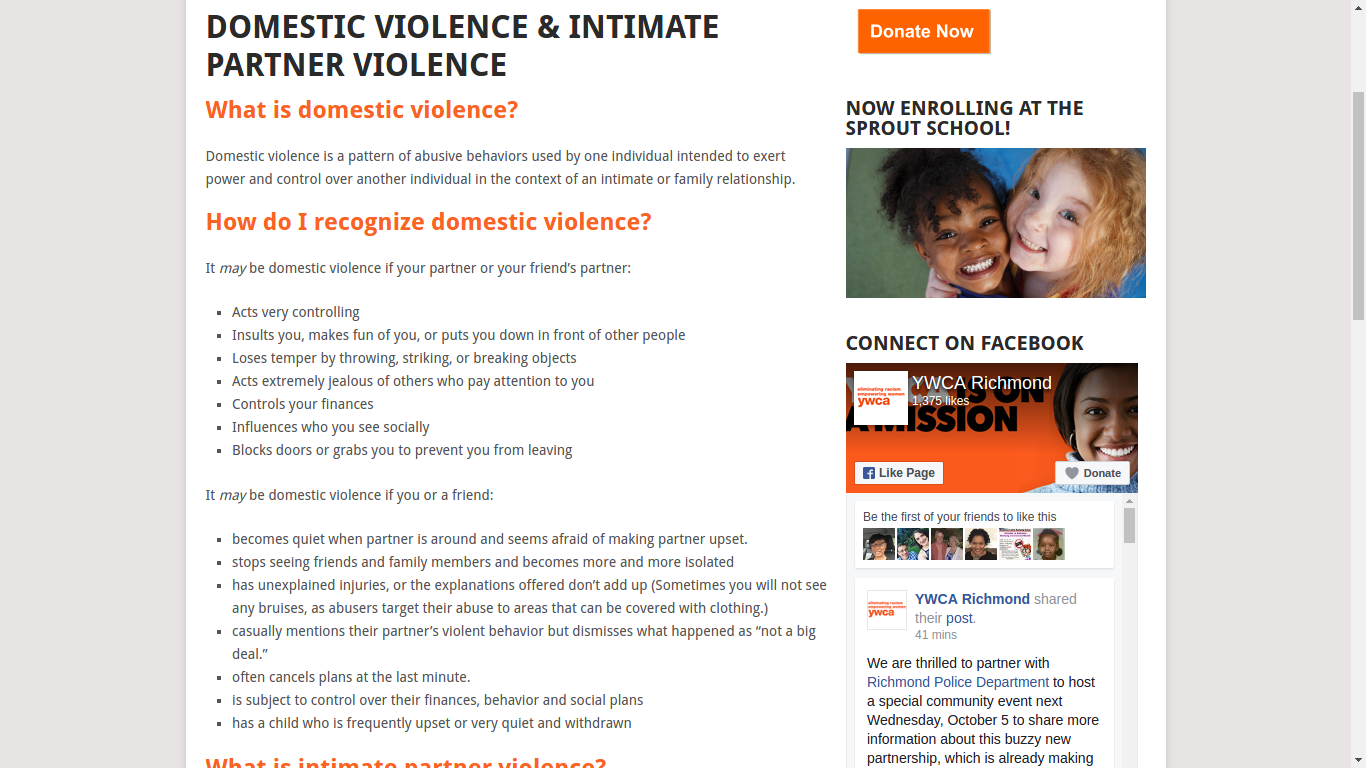 DOMESTIC VIOLENCE & INTIMATE
PARTNER VIOLENCE
What is domestic violence?
Domestic violence is a pattern of abusive behaviors used by one individual intended to exert
power and control over another individual in the context of an intimate or family relationship.
How do I recognize domestic violence?
It may be domestic violence if your partner or your friend’s partner:
Acts very controlling
Insults you, makes fun of you, or puts you down in front of other people
Loses temper by throwing, striking, or breaking objects
Acts extremely jealous of others who pay attention to you
Controls your finances
Influences who you see socially
Blocks doors or grabs you to prevent you from leaving
It may be domestic violence if you or a friend:
becomes quiet when partner is around and seems afraid of making partner upset.
stops seeing friends and family members and becomes more and more isolated
has unexplained injuries, or the explanations offered don’t add up (Sometimes you will not see
any bruises, as abusers target their abuse to areas that can be covered with clothing.)
casually mentions their partner’s violent behavior but dismisses what happened as “not a big
deal.”
often cancels plans at the last minute.
is subject to control over their finances, behavior and social plans
has a child who is frequently upset or very quiet and withdrawn
What is intimate partner violence?
Donate Now
NOW ENROLLING AT THE
SPROUT SCHOOL!
CONNECT ON FACEBOOK
eliminating racism
empowering women
ywca
YWCA Richmond
1,375 likes
IS ON
A MISSION
Like Page
Donate
Be the first of your friends to like this
eliminating racism
empowering women
ywca
YWCA Richmond shared
their post.
41 mins
We are thrilled to partner with
Richmond Police Department to host
a special community event next
Wednesday, October 5 to share more
information about this buzzy new
partnership, which is already making